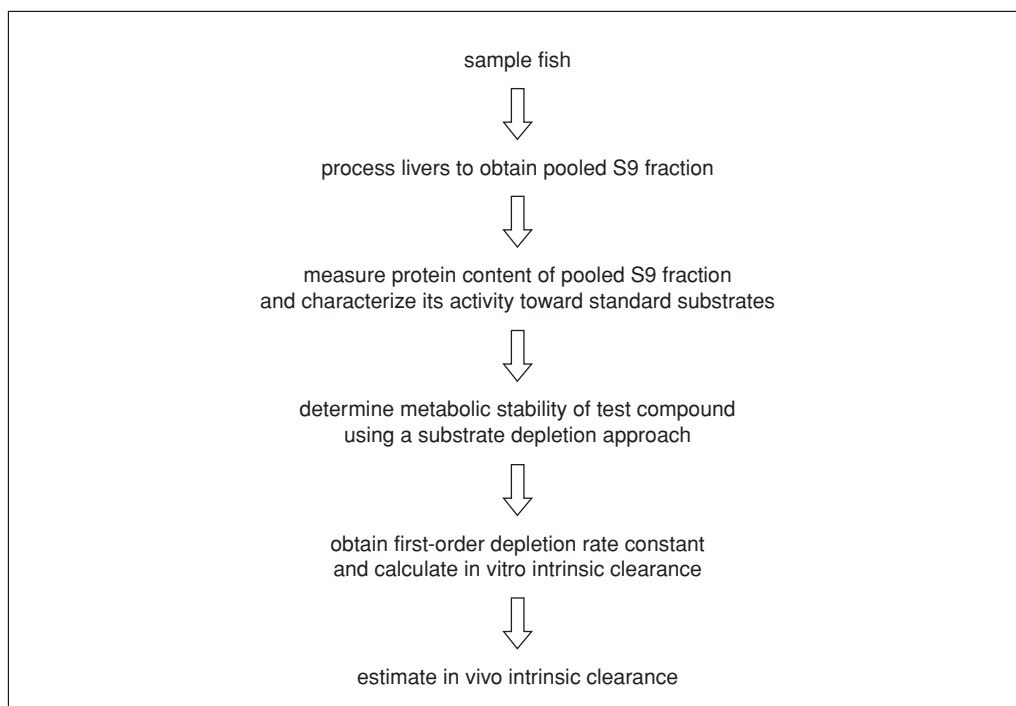 sample fish
process livers to obtain pooled S9 fraction
measure protein content of pooled S9 fraction
and characterize its activity toward standard substrates
determine metabolic stability of test compound
using a substrate depletion approach
obtain first-order depletion rate constant
and calculate in vitro intrinsic clearance
estimate in vivo intrinsic clearance